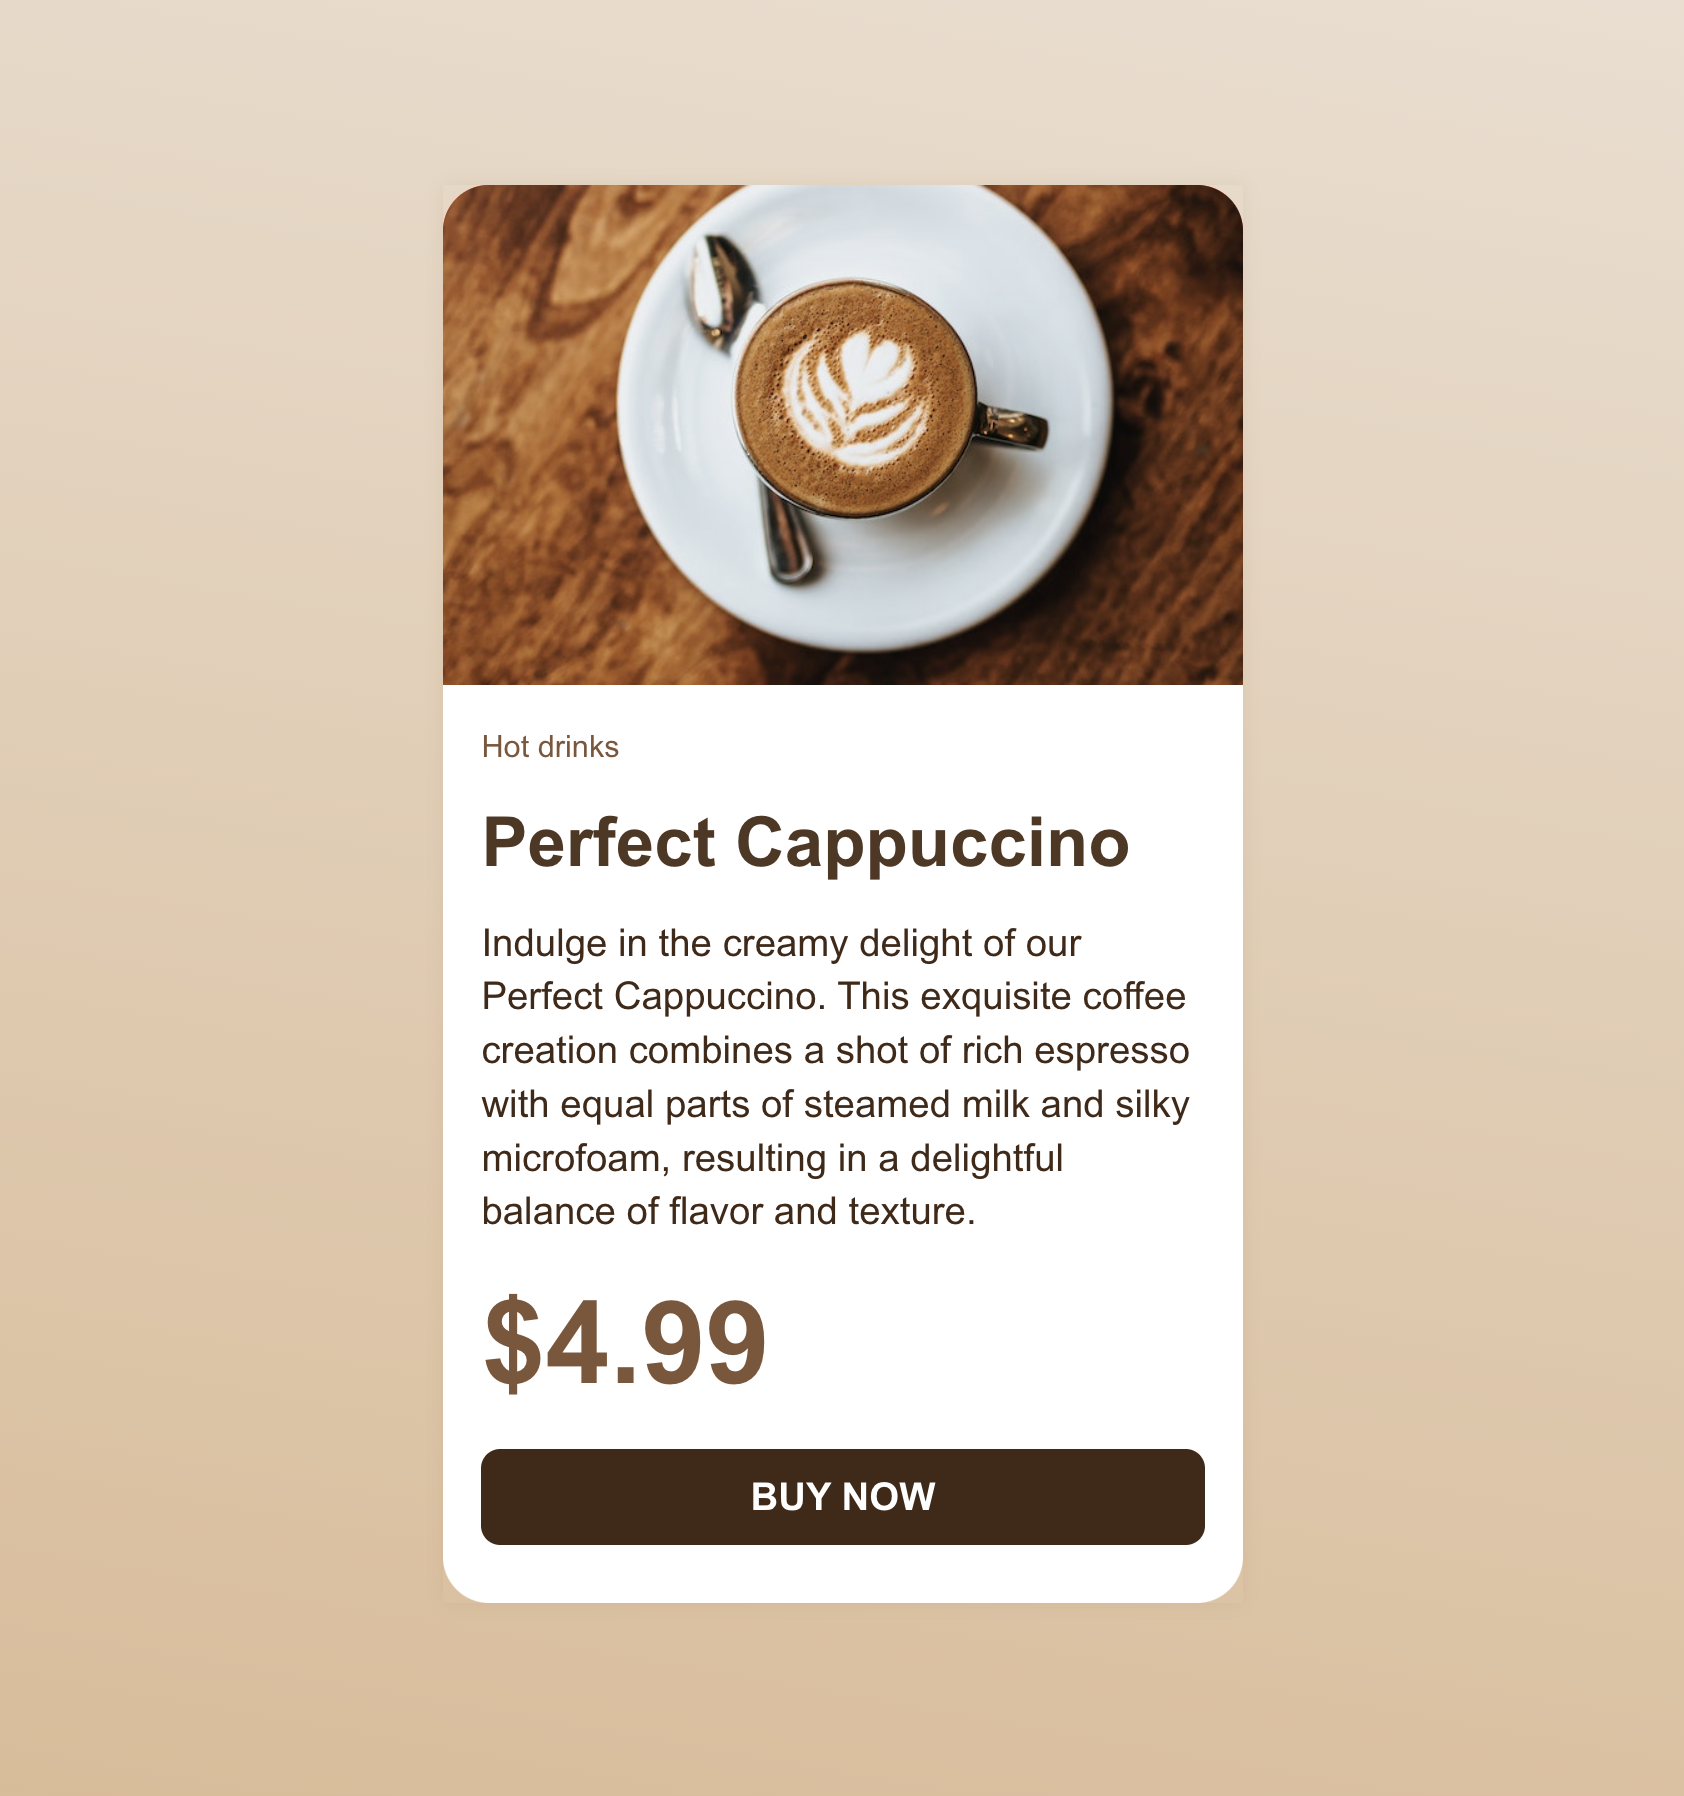 Hot drinks
Perfect Cappuccino
Indulge in the creamy delight of our
Perfect Cappuccino. This exquisite coffee
creation combines a shot of rich espresso
with equal parts of steamed milk and silky
microfoam, resulting in a delightful
balance of flavor and texture.
$4.99
BUY NOW